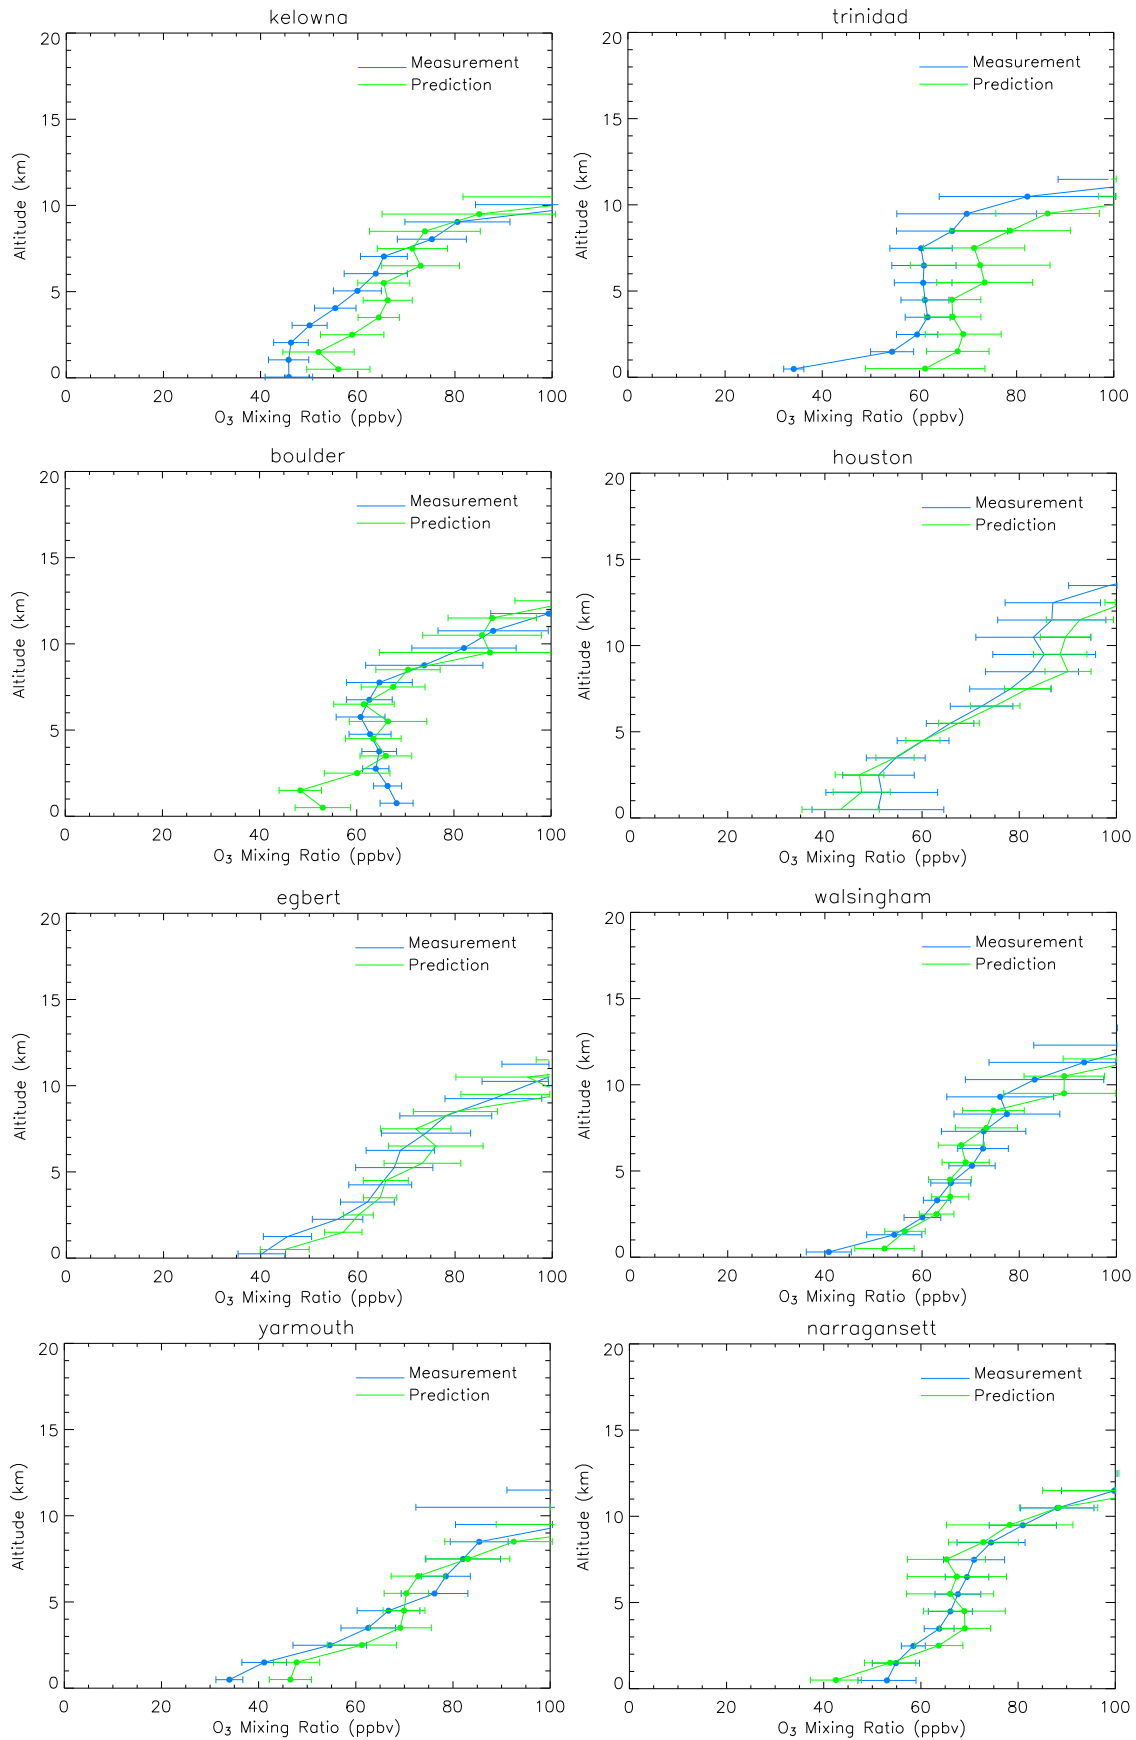 kelowna
20
15
10
5
0
Altitude (km)
Measurement
Prediction
0 20 40 60 80 100
O3 Mixing Ratio (ppbv)
trinidad
20
15
10
5
0
Altitude (km)
Measurement
Prediction
0 20 40 60 80 100
O3 Mixing Ratio (ppbv)
boulder
20
15
10
5
0
Altitude (km)
Measurement
Prediction
0 20 40 60 80 100
O3 Mixing Ratio (ppbv)
houston
20
15
10
5
0
Altitude (km)
Measurement
Prediction
0 20 40 60 80 100
O3 Mixing Ratio (ppbv)
egbert
20
15
10
5
0
Altitude (km)
Measurement
Prediction
0 20 40 60 80 100
O3 Mixing Ratio (ppbv)
walsingham
20
15
10
5
0
Altitude (km)
Measurement
Prediction
0 20 40 60 80 100
O3 Mixing Ratio (ppbv)
yarmouth
20
15
10
5
0
Altitude (km)
Measurement
Prediction
0 20 40 60 80 100
O3 Mixing Ratio (ppbv)
narragansett
20
15
10
5
0
Altitude (km)
Measurement
Prediction
0 20 40 60 80 100
O3 Mixing Ratio (ppbv)